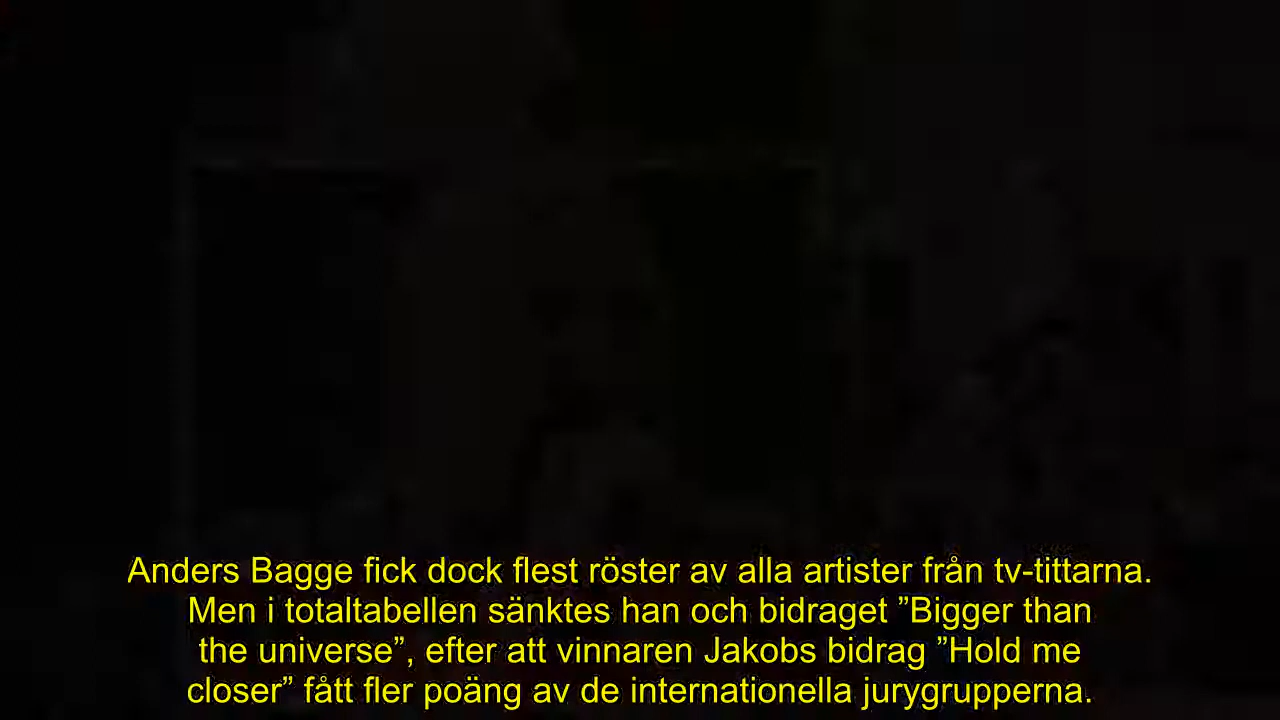 Anders Bagge fick dock flest röster av alla artister från tv-tittarna.
Men i totaltabellen sänktes han och bidraget ”Bigger than
the universe”, efter att vinnaren Jakobs bidrag ”Hold me
closer” fått fler poäng av de internationella jurygrupperna.